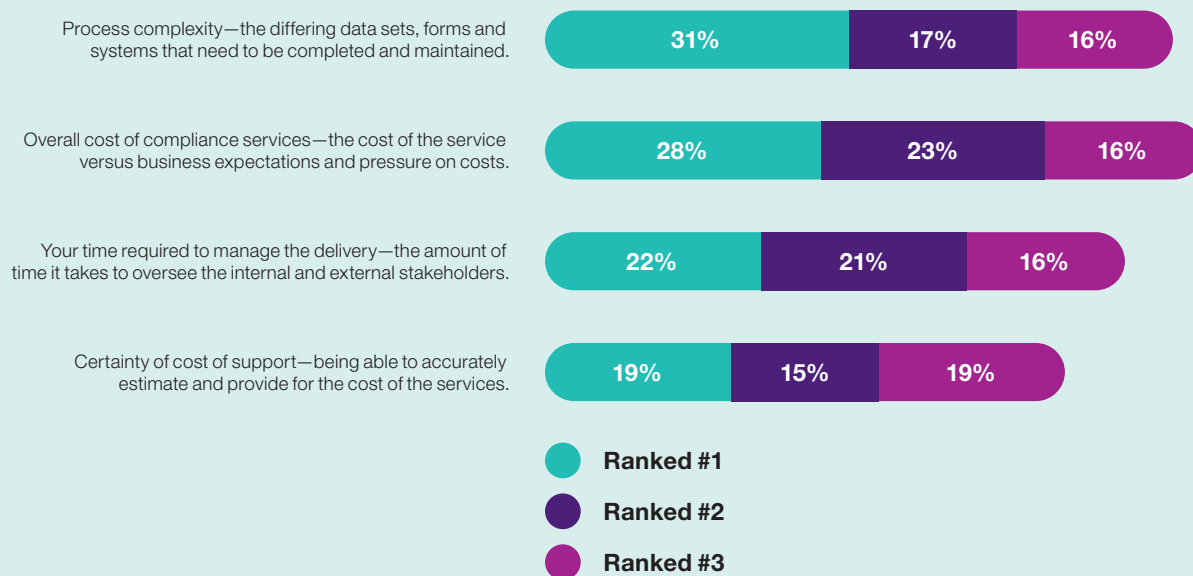 Process complexity—the differing data sets, forms and
systems that need to be completed and maintained.
31%
17%
16%
Overall cost of compliance services—the cost of the service
versus business expectations and pressure on costs.
28%
23%
16%
Your time required to manage the delivery—the amount of
time it takes to oversee the internal and external stakeholders.
22%
21%
16%
Certainty of cost of support—being able to accurately
estimate and provide for the cost of the services.
19%
15%
19%
Ranked #1
Ranked #2
Ranked #3